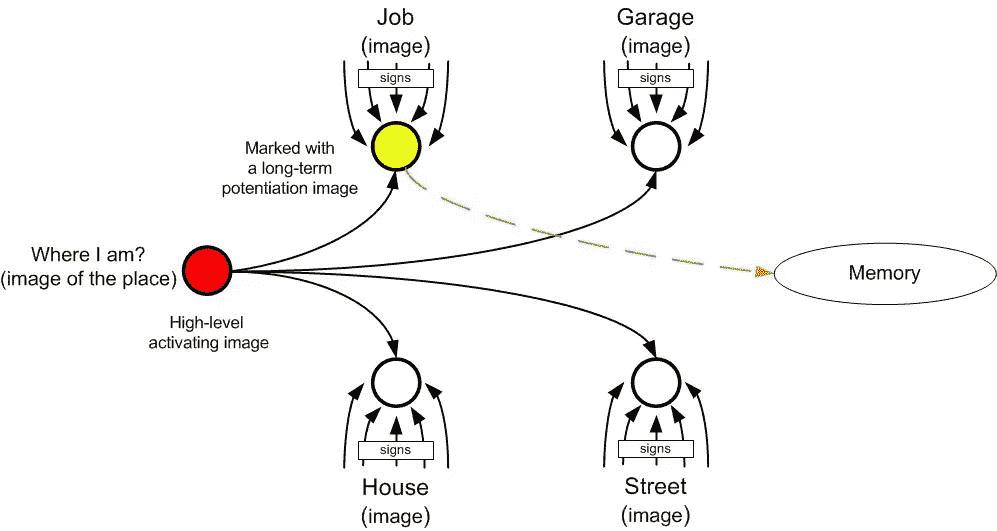 Job
(image)
Garage
(image)
signs
signs
Marked with
a long-term
potentiation image
Where I am?
(image of the place)
Memory
High-level
activating image
signs
signs
House
(image)
Street
(image)